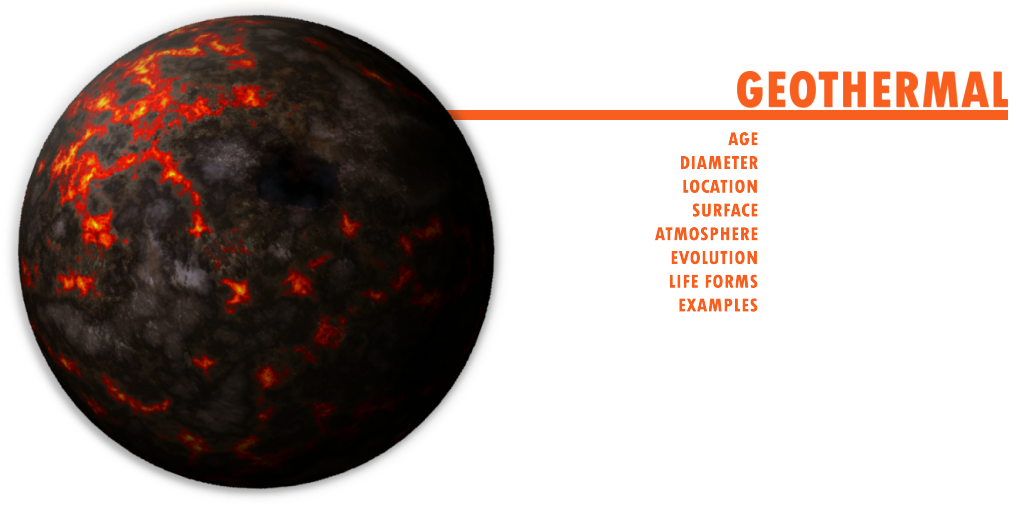 GEOTHERMAL
AGE
DIAMETER
LOCATION
SURFACE
ATMOSPHERE
EVOLUTION
LIFE FORMS
EXAMPLES